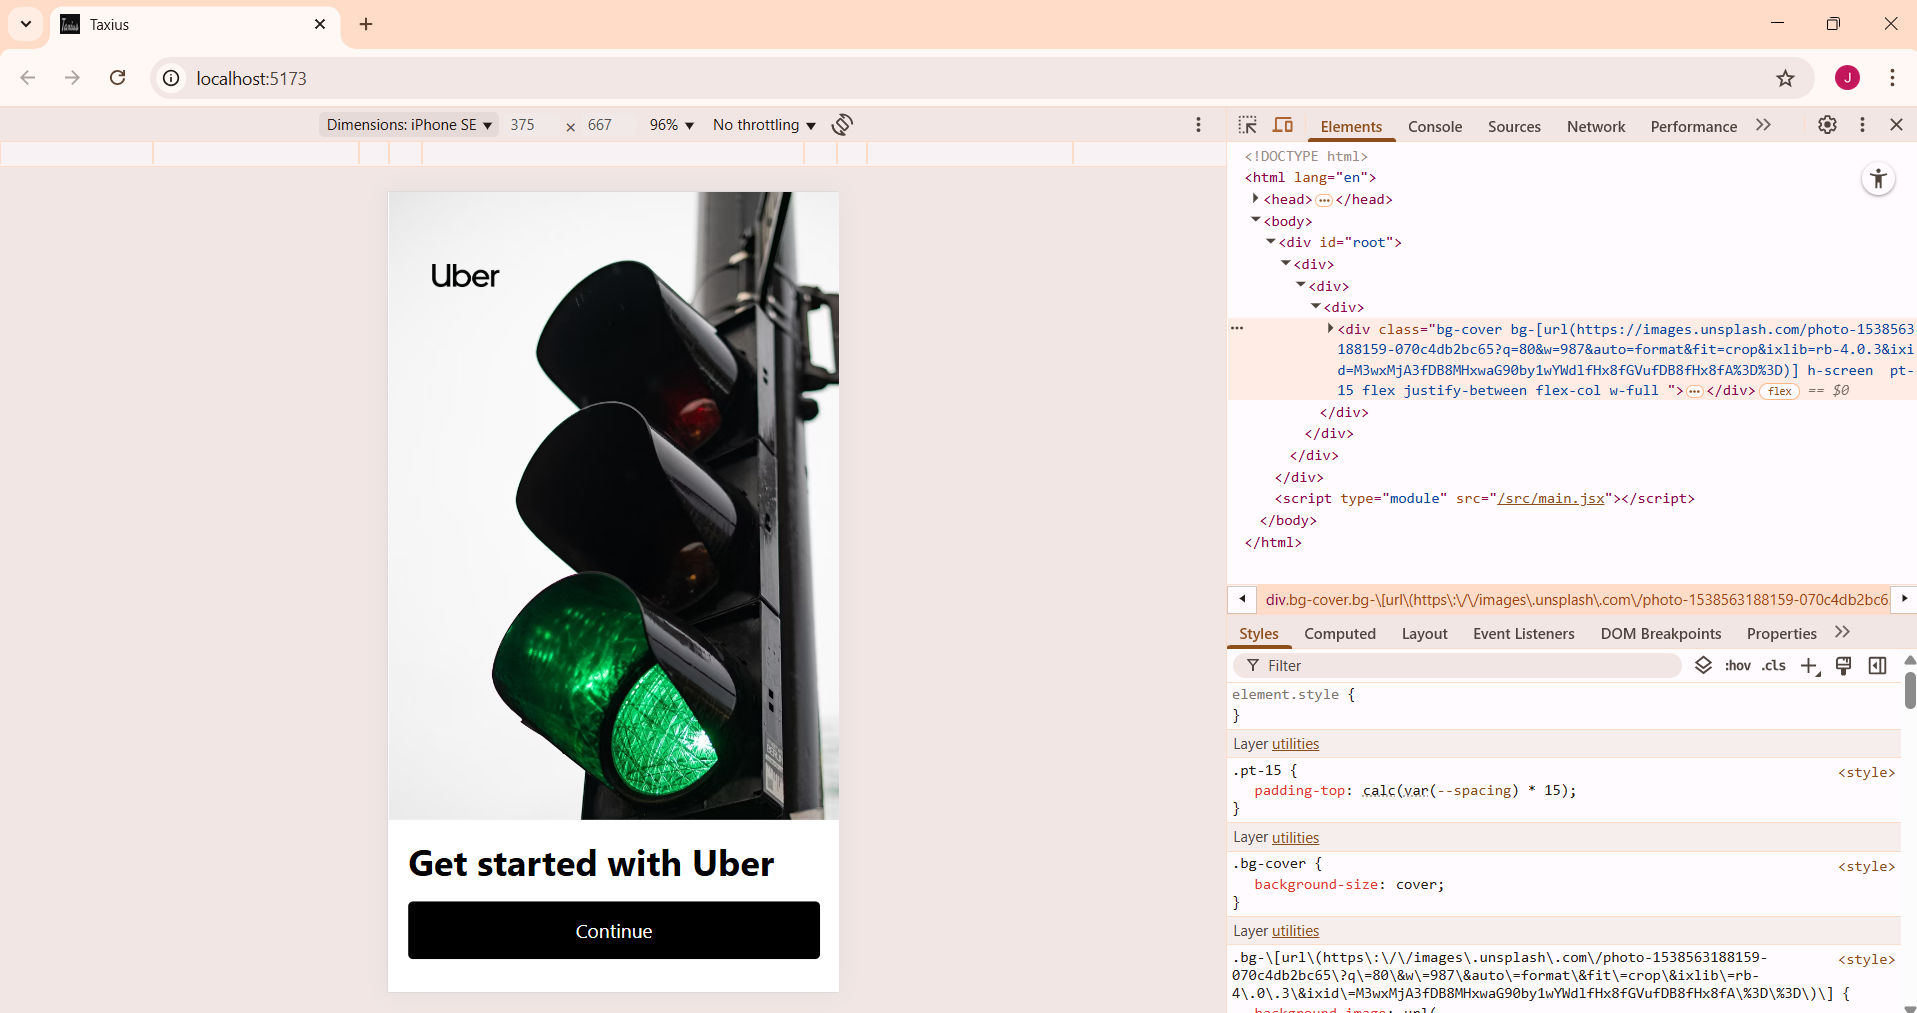 Taxius
localhost:5173
J
Dimensions: iPhone SE 375 × 667 96% No throttling
Elements Console Sources Network Performance
<!DOCTYPE html>
<html lang="en">
<head> ••• </head>
<body>
<div id="root">
<div>
<div>
<div>
<div class="bg-cover bg-[url(https://images.unsplash.com/photo-1538563
188159-070c4db2bc65?q=80&w=987&auto=format&fit=crop&ixlib=rb-4.0.3&ixi
d=M3wxMjA3fDB8MHxwaG90by1wYWdlfHx8fGVufDB8fHx8fA%3D%3D)] h-screen  pt-
15 flex justify-between flex-col w-full "> ••• </div> flex == $0
</div>
</div>
</div>
</div>
<script type="module" src="/src/main.jsx"></script>
</body>
</html>
div.bg-cover.bg-\[url\(https\:\/\/images\.unsplash\.com\/photo-1538563188159-070c4db2bc6
Styles Computed Layout Event Listeners DOM Breakpoints Properties
Filter :hov .cls
element.style {
}
Layer utilities
.pt-15 { <style>
padding-top: calc(var(--spacing) * 15);
}
Layer utilities
.bg-cover { <style>
background-size: cover;
}
Layer utilities
.bg-\[url\(https\:\/\/images\.unsplash\.com\/photo-1538563188159- <style>
070c4db2bc65\?q\=80\&w\=987\&auto\=format\&fit\=crop\&ixlib\=rb-
4\.0\.3\&ixid\=M3wxMjA3fDB8MHxwaG90by1wYWdlfHx8fGVufDB8fHx8fA\%3D\%3D\)\] {
background-image: url(
Uber
Get started with Uber
Continue